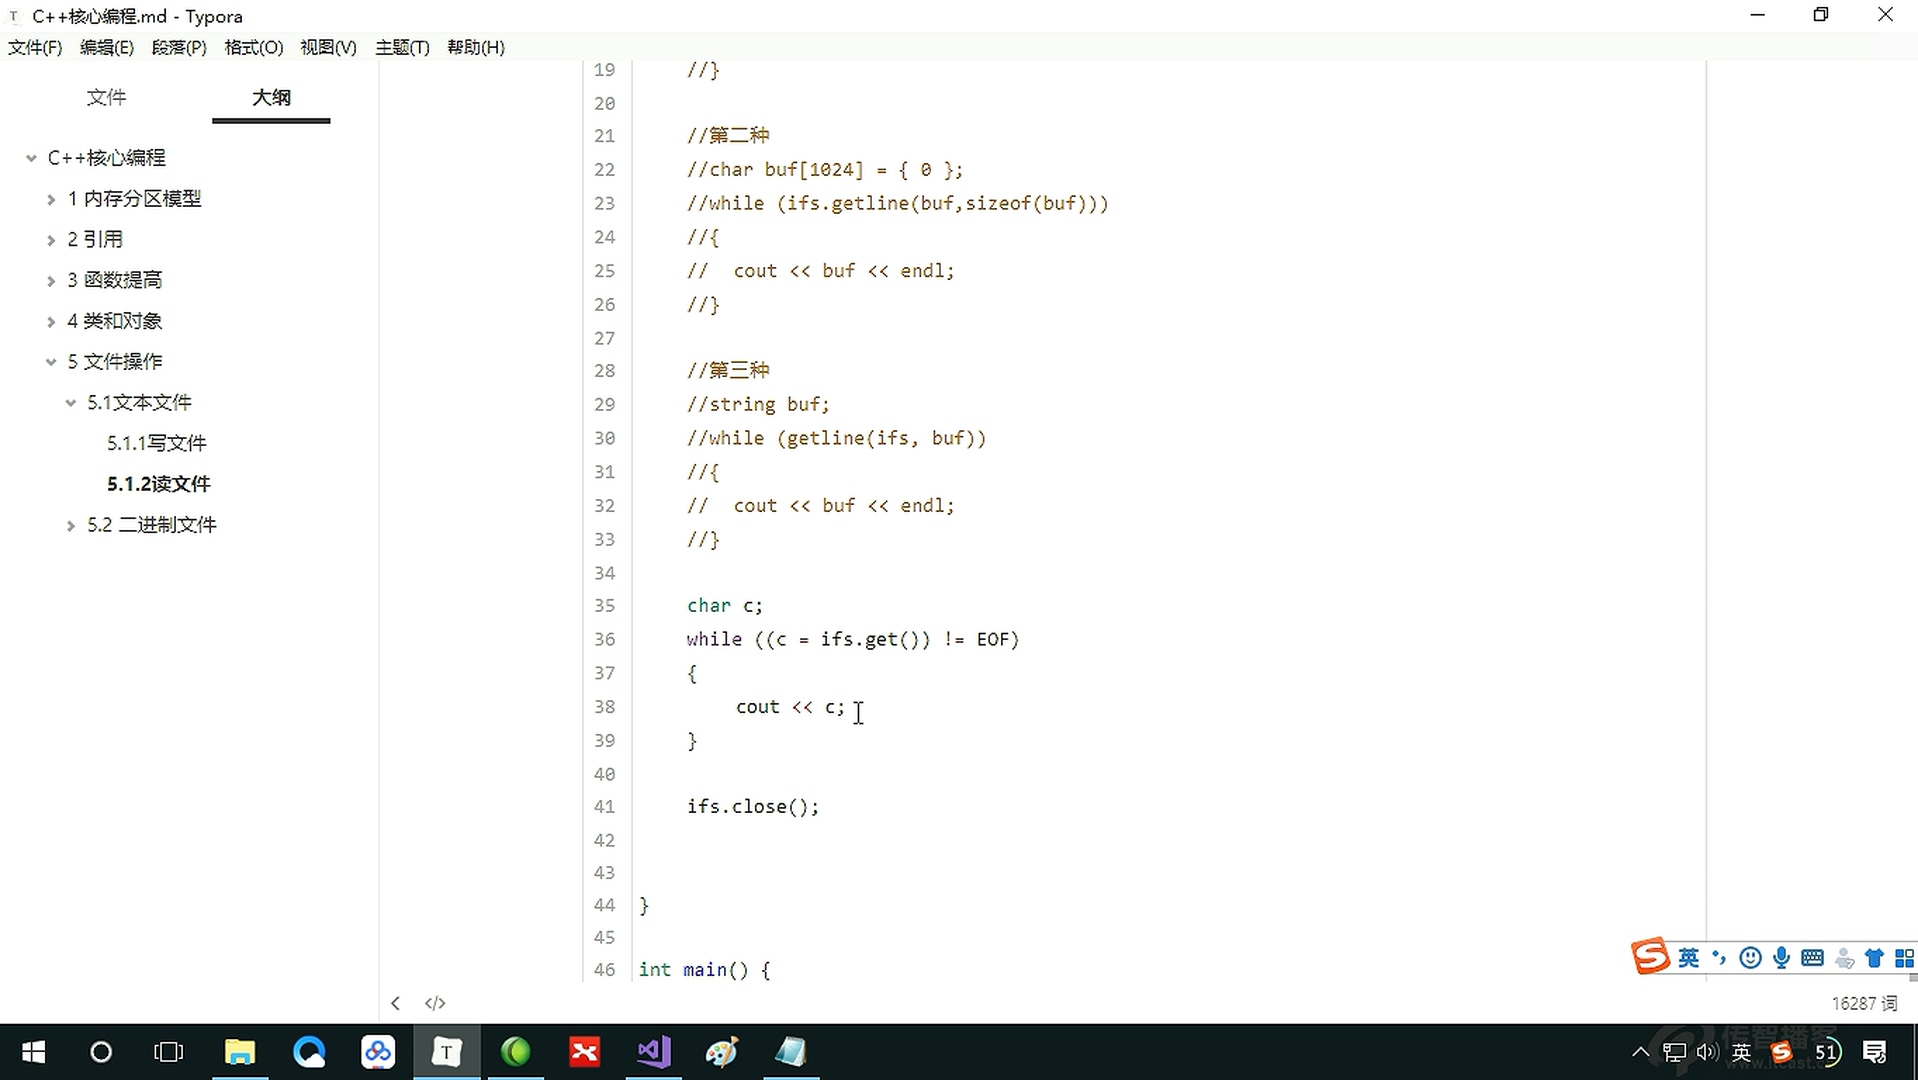 C++核心编程.md - Typora
文件(F) 编辑(E) 段落(P) 格式(O) 视图(V) 主题(T) 帮助(H)
文件 大纲
C++核心编程
1 内存分区模型
2 引用
3 函数提高
4 类和对象
5 文件操作
5.1文本文件
5.1.1写文件
5.1.2读文件
5.2 二进制文件
19 //}
20
21 //第二种
22 //char buf[1024] = { 0 };
23 //while (ifs.getline(buf,sizeof(buf)))
24 //{
25 // cout << buf << endl;
26 //}
27
28 //第三种
29 //string buf;
30 //while (getline(ifs, buf))
31 //{
32 // cout << buf << endl;
33 //}
34
35 char c;
36 while ((c = ifs.get()) != EOF)
37 {
38 cout << c;
39 }
40
41 ifs.close();
42
43
44 }
45
46 int main() {
英
16287 词
英 51
传智播客
www.itcast.com